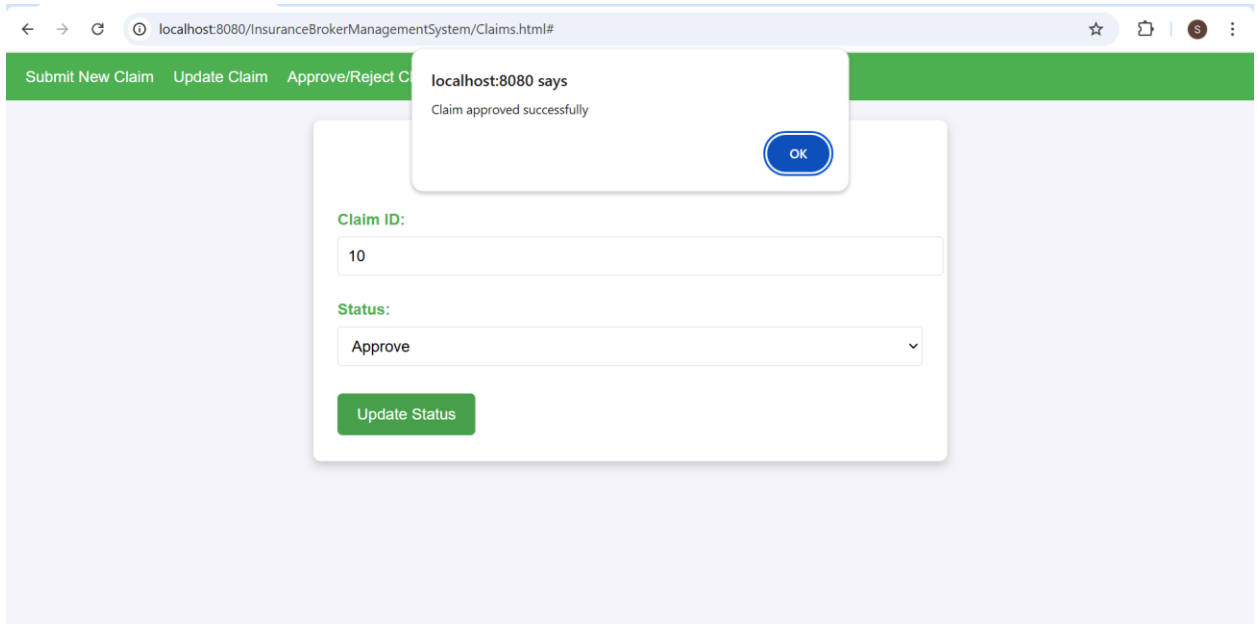 localhost:8080/InsuranceBrokerManagementSystem/Claims.html#
S
Submit New Claim Update Claim Approve/Reject
localhost:8080 says
Claim approved successfully
OK
Claim ID:
10
Status:
Approve
Update Status